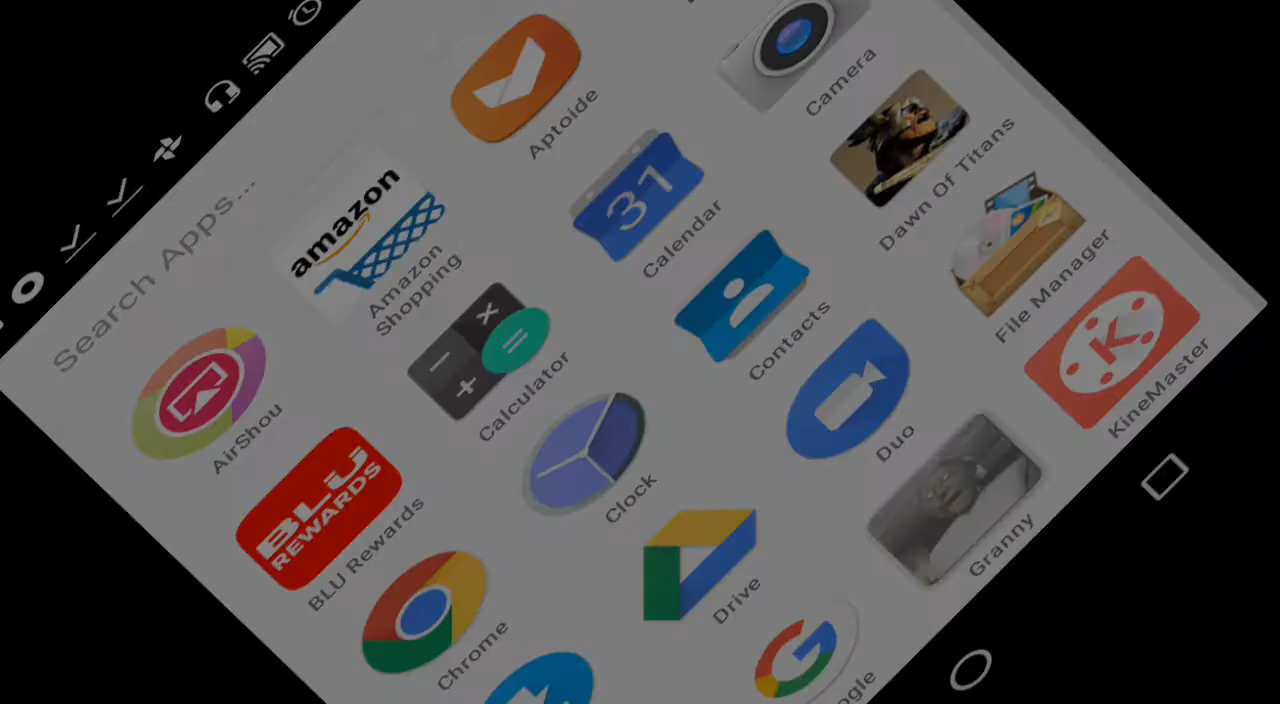 Search Apps...
AirShou
amazon
Amazon
Shopping
Aptoide
BLU
REWARDS
BLU Rewards
Calculator
31
Calendar
Camera
Chrome
Clock
Contacts
Dawn Of Titans
Drive
Duo
File Manager
G
ogle
Granny
K
KineMaster